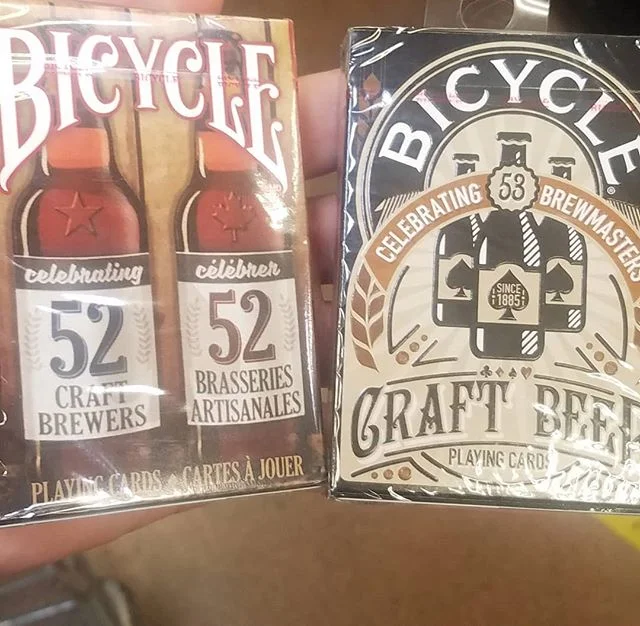 BICYCLE
celebrating
52
CRAFT
BREWERS
célébrer
52
BRASSERIES
ARTISANALES
PLAYING CARDS CARTES À JOUER
BICYCLE
CELEBRATING 53 BREWMASTERS
SINCE
1885
CRAFT BEER
PLAYING CARDS